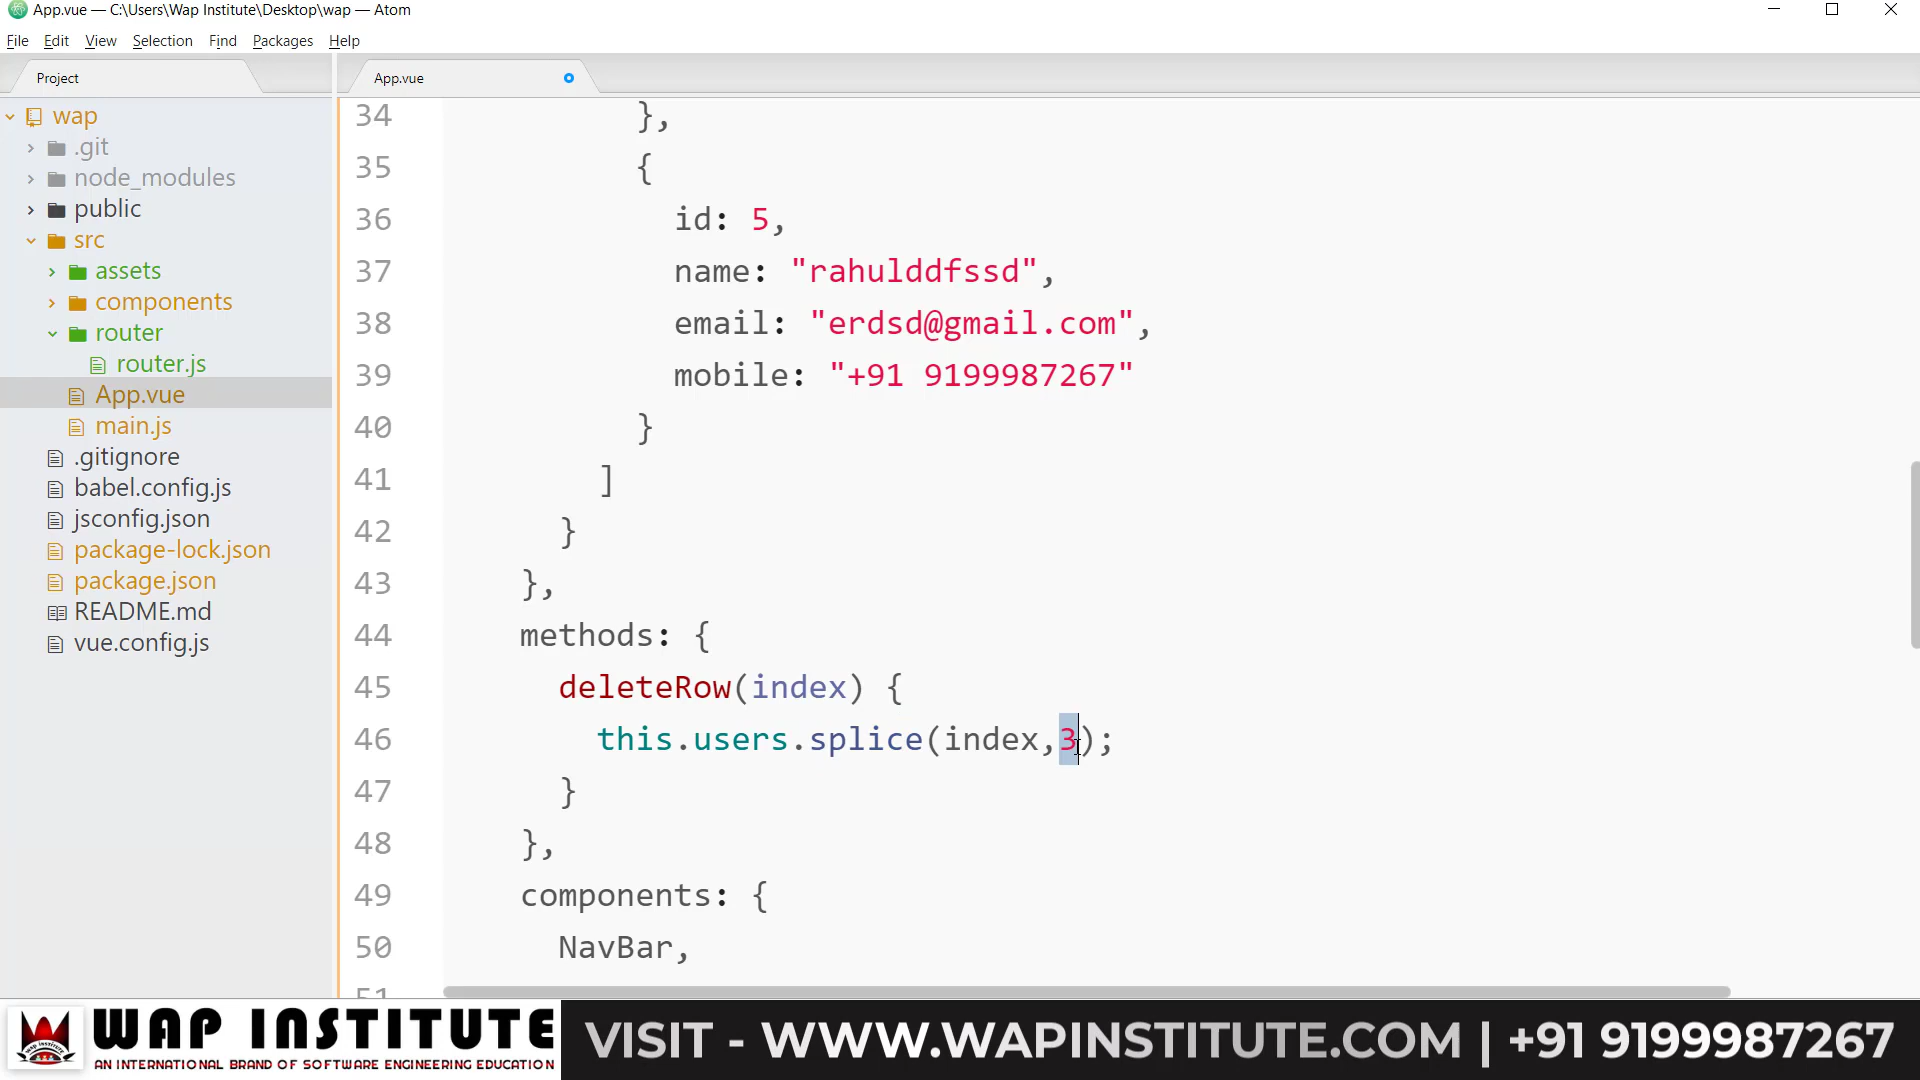 App.vue — C:\Users\Wap Institute\Desktop\wap — Atom
File Edit View Selection Find Packages Help
Project
App.vue
wap
.git
node_modules
public
src
assets
components
router
router.js
App.vue
main.js
.gitignore
babel.config.js
jsconfig.json
package-lock.json
package.json
README.md
vue.config.js
34 },
35 {
36 id: 5,
37 name: "rahulddfssd",
38 email: "erdsd@gmail.com",
39 mobile: "+91 9199987267"
40 }
41 ]
42 }
43 },
44 methods: {
45 deleteRow(index) {
46 this.users.splice(index,3);
47 }
48 },
49 components: {
50 NavBar,
51
WAP INSTITUTE
AN INTERNATIONAL BRAND OF SOFTWARE ENGINEERING EDUCATION
VISIT - WWW.WAPINSTITUTE.COM | +91 9199987267